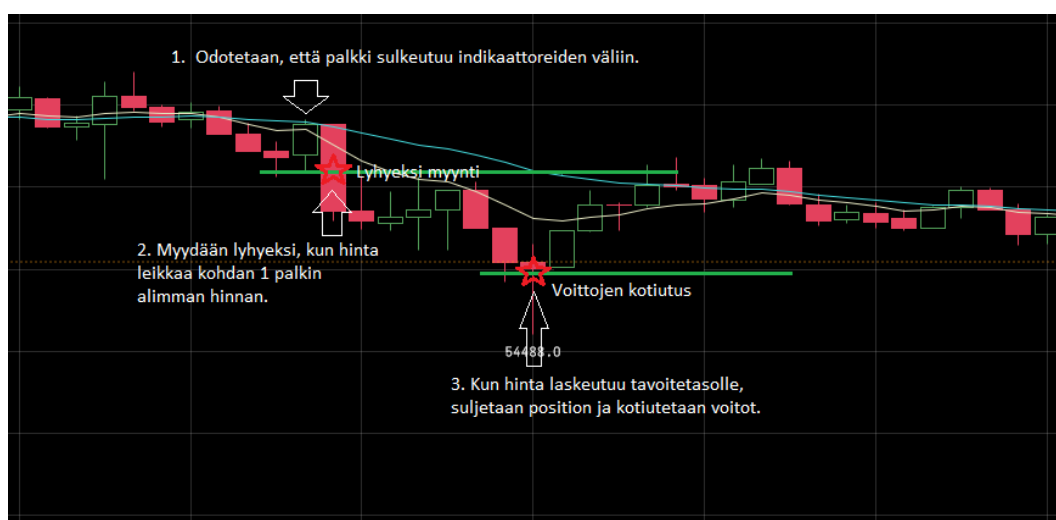 1.  Odotetaan, että palkki sulkeutuu indikaattoreiden väliin.
Lyhyeksi myynti
2. Myydään lyhyeksi, kun hinta
leikkaa kohdan 1 palkin
alimman hinnan.
Voittojen kotiutus
54488.0
3. Kun hinta laskeutuu tavoitetasolle,
suljetaan position ja kotiutetaan voitot.